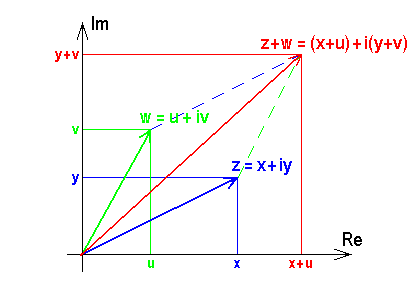 Im
z+w = (x+u)+i(y+v)
y+v
w = u+iv
v
z = x+iy
y
Re
u
x
x+u